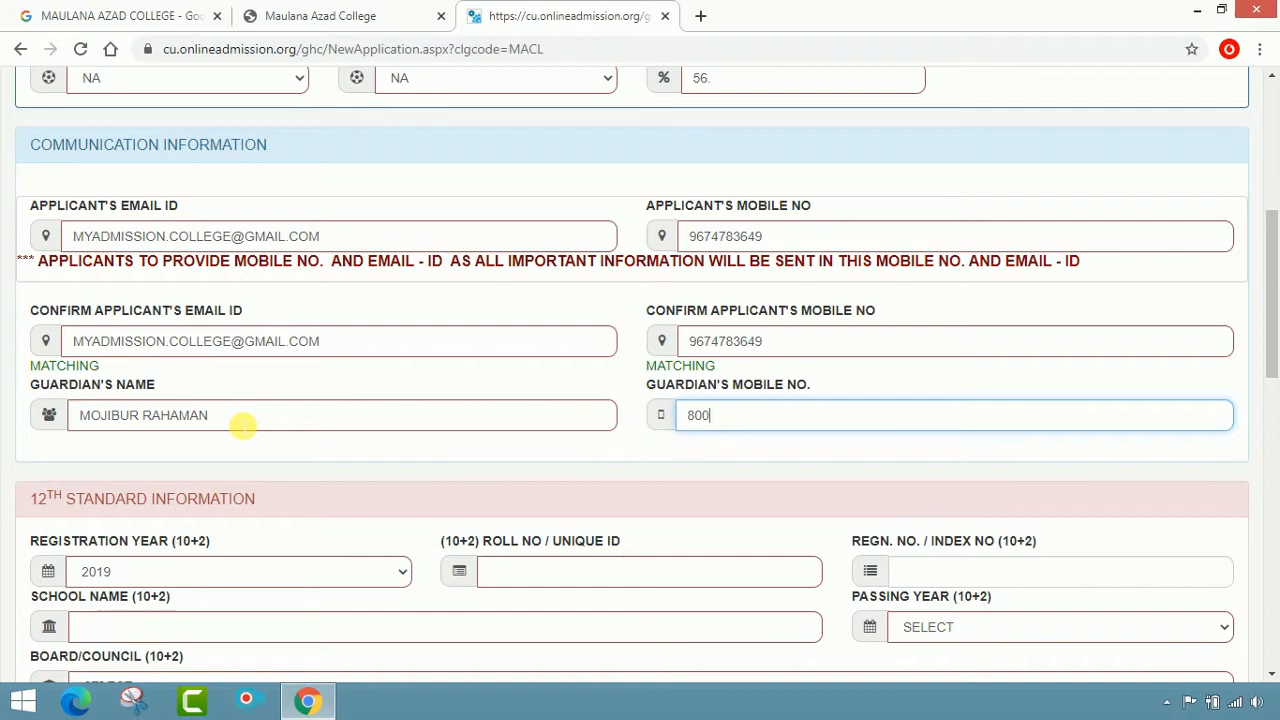 MAULANA AZAD COLLEGE - Goo
Maulana Azad College
https://cu.onlineadmission.org/g
cu.onlineadmission.org/ghc/NewApplication.aspx?clgcode=MACL
NA NA % 56.
COMMUNICATION INFORMATION
APPLICANT'S EMAIL ID APPLICANT'S MOBILE NO
MYADMISSION.COLLEGE@GMAIL.COM 9674783649
*** APPLICANTS TO PROVIDE MOBILE NO. AND EMAIL - ID AS ALL IMPORTANT INFORMATION WILL BE SENT IN THIS MOBILE NO. AND EMAIL - ID
CONFIRM APPLICANT'S EMAIL ID CONFIRM APPLICANT'S MOBILE NO
MYADMISSION.COLLEGE@GMAIL.COM 9674783649
MATCHING MATCHING
GUARDIAN'S NAME GUARDIAN'S MOBILE NO.
MOJIBUR RAHAMAN 800
12TH STANDARD INFORMATION
REGISTRATION YEAR (10+2) (10+2) ROLL NO / UNIQUE ID REGN. NO. / INDEX NO (10+2)
2019
SCHOOL NAME (10+2) PASSING YEAR (10+2)
SELECT
BOARD/COUNCIL (10+2)